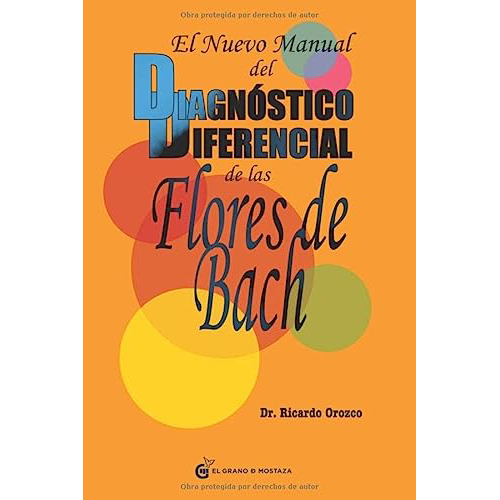 Obra protegida por derechos de autor
El Nuevo Manual
del
DIAGNÓSTICO
DIFERENCIAL
de las
Flores de
Bach
Dr. Ricardo Orozco
EL GRANO D MOSTAZA
Obra protegida por derechos de autor